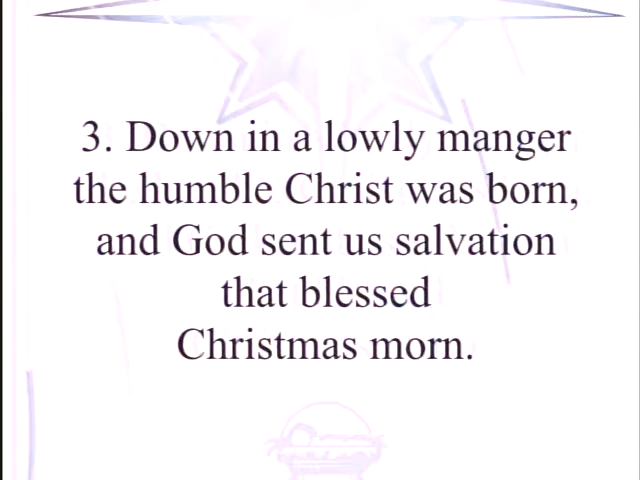 3. Down in a lowly manger
the humble Christ was born,
and God sent us salvation
that blessed
Christmas morn.